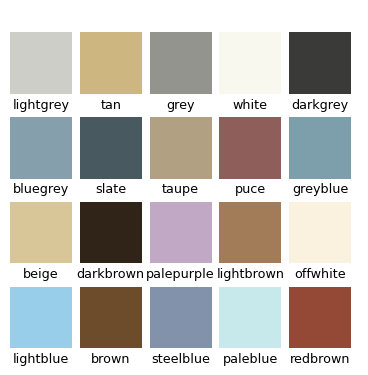 lightgrey tan grey white darkgrey
bluegrey slate taupe puce greyblue
beige darkbrown palepurple lightbrown offwhite
lightblue brown steelblue paleblue redbrown